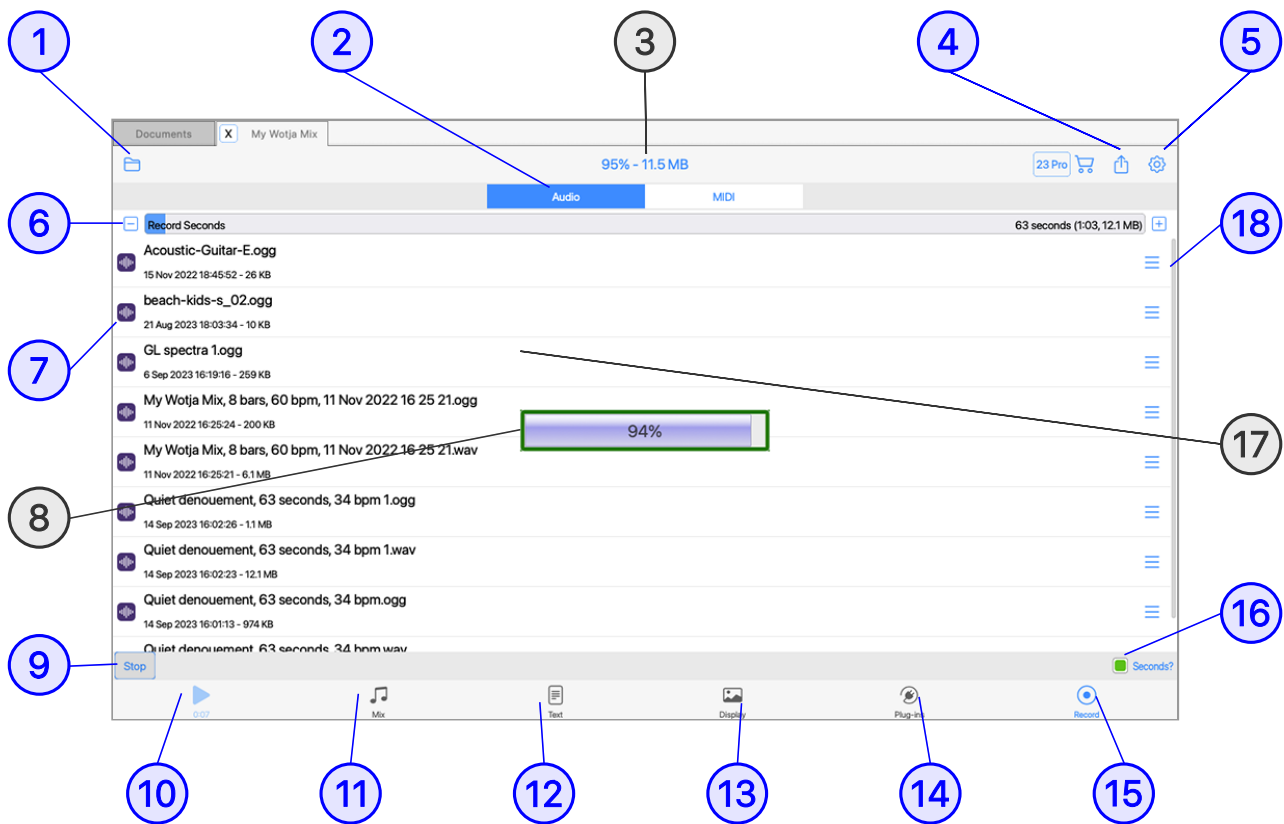 1
2
3
4
5
Documents
X My Wotja Mix
95% - 11.5 MB
23 Pro
Audio
MIDI
6
Record Seconds
63 seconds (1:03, 12.1 MB)
18
Acoustic-Guitar-E.ogg
15 Nov 2022 18:45:52 - 26 KB
beach-kids-s_02.ogg
21 Aug 2023 18:03:34 - 10 KB
7
GL spectra 1.ogg
6 Sep 2023 16:19:16 - 259 KB
My Wotja Mix, 8 bars, 60 bpm, 11 Nov 2022 16 25 21.ogg
11 Nov 2022 16:25:24 - 200 KB
94%
17
My Wotja Mix, 8 bars, 60 bpm, 11 Nov 2022 16 25 21.wav
11 Nov 2022 16:25:21 - 6.1 MB
8
Quiet denouement, 63 seconds, 34 bpm 1.ogg
14 Sep 2023 16:02:26 - 1.1 MB
Quiet denouement, 63 seconds, 34 bpm 1.wav
14 Sep 2023 16:02:23 - 12.1 MB
Quiet denouement, 63 seconds, 34 bpm.ogg
14 Sep 2023 16:01:13 - 974 KB
16
Quiet denouement, 63 seconds, 34 bpm.wav
9
Stop
Seconds?
0:07
Mix
Text
Display
Plug-ins
Record
10
11
12
13
14
15